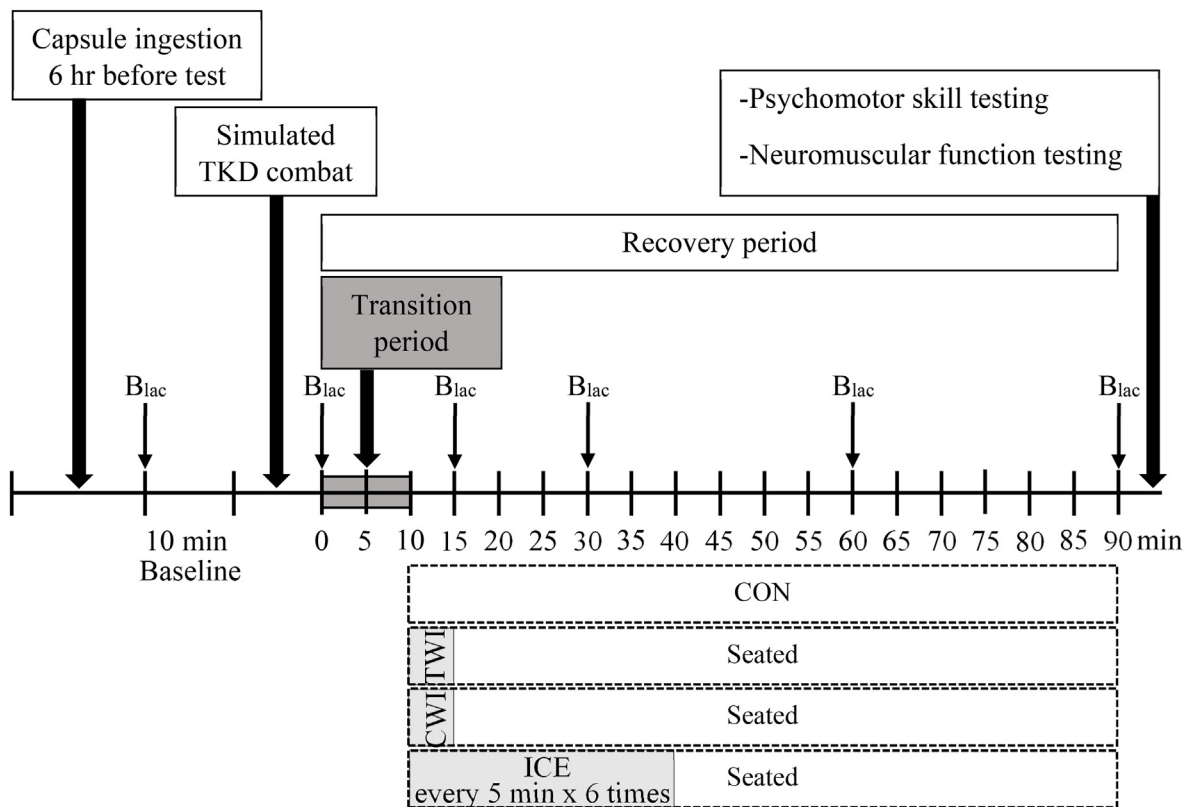 Capsule ingestion
6 hr before test
Simulated
TKD combat
-Psychomotor skill testing
-Neuromuscular function testing
Recovery period
Transition
period
Blac Blac Blac Blac Blac Blac
10 min
Baseline
0 5 10 15 20 25 30 35 40 45 50 55 60 65 70 75 80 85 90 min
CON
TWI Seated
CWI Seated
ICE
every 5 min x 6 times
Seated